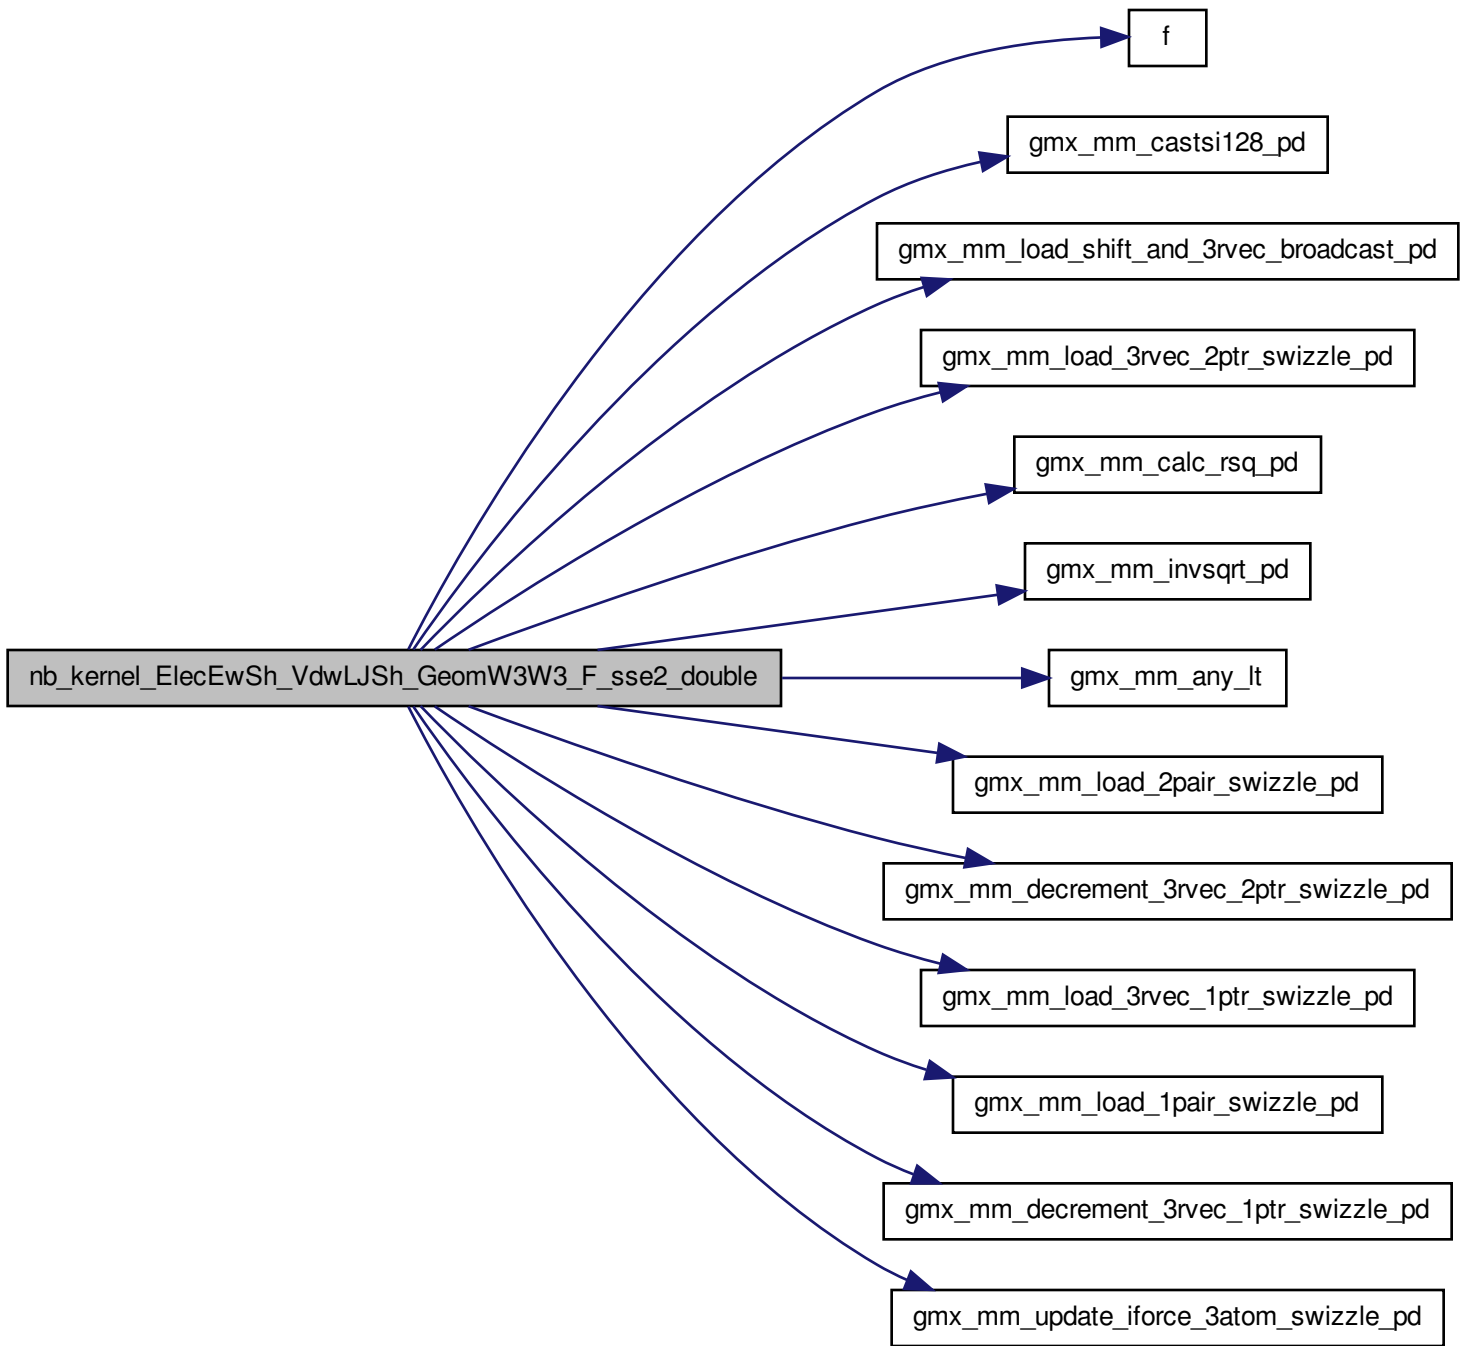 f
gmx_mm_castsi128_pd
gmx_mm_load_shift_and_3rvec_broadcast_pd
gmx_mm_load_3rvec_2ptr_swizzle_pd
gmx_mm_calc_rsq_pd
gmx_mm_invsqrt_pd
nb_kernel_ElecEwSh_VdwLJSh_GeomW3W3_F_sse2_double
gmx_mm_any_lt
gmx_mm_load_2pair_swizzle_pd
gmx_mm_decrement_3rvec_2ptr_swizzle_pd
gmx_mm_load_3rvec_1ptr_swizzle_pd
gmx_mm_load_1pair_swizzle_pd
gmx_mm_decrement_3rvec_1ptr_swizzle_pd
gmx_mm_update_iforce_3atom_swizzle_pd